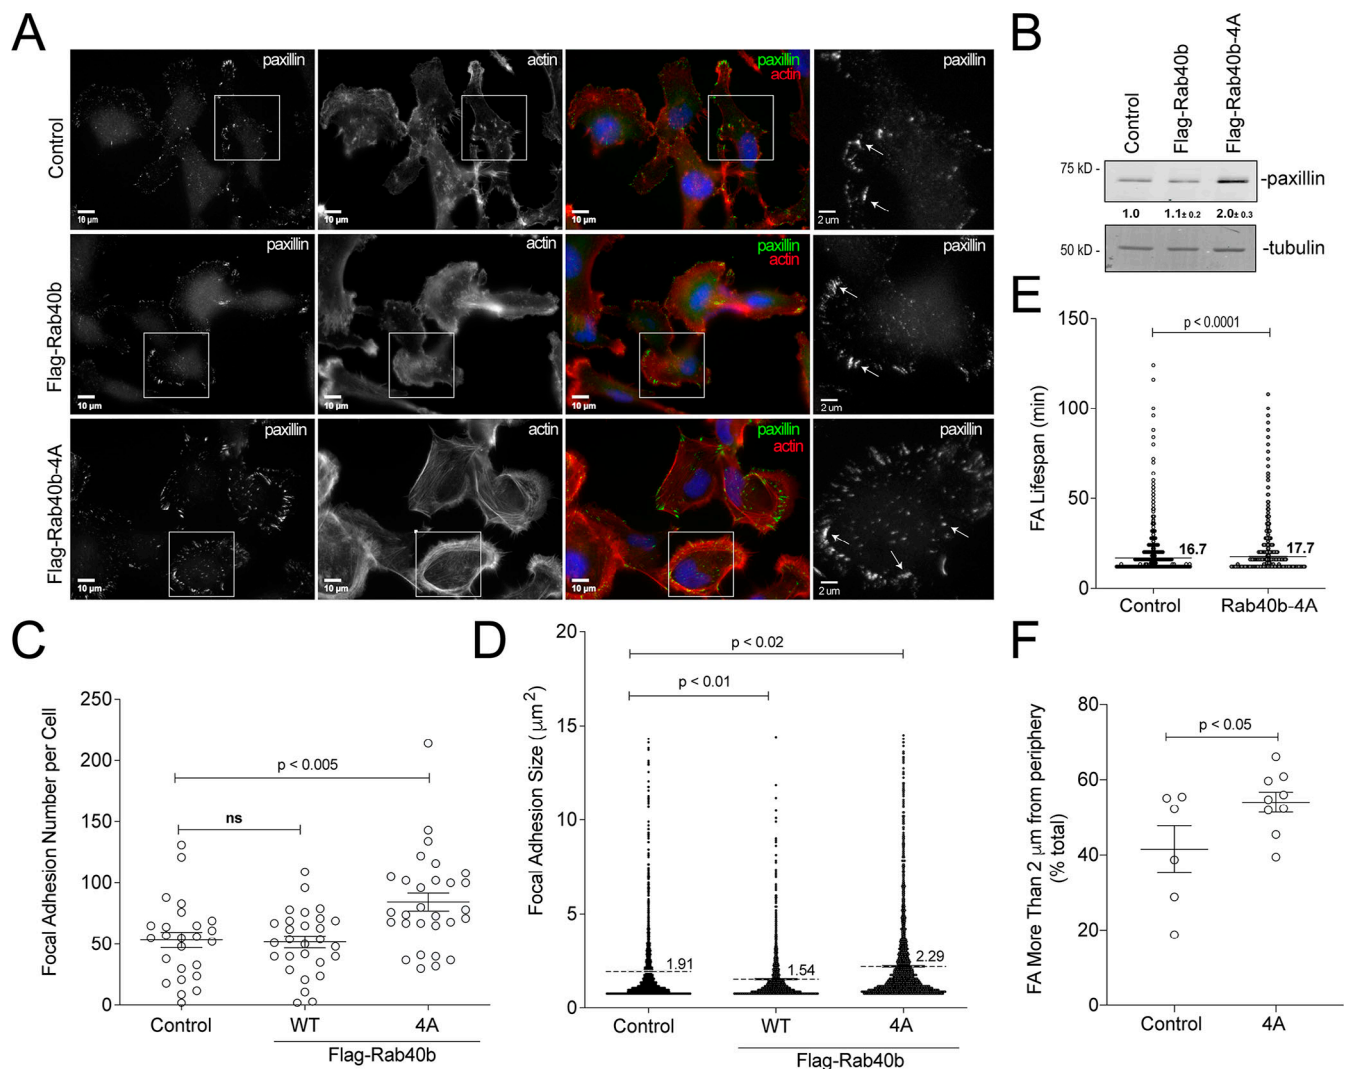 A
paxillin
actin
paxillin
actin
paxillin
Control
10 µm
10 µm
10 µm
2 um
paxillin
actin
paxillin
actin
paxillin
Flag-Rab40b
10 µm
10 µm
10 µm
2 um
paxillin
actin
paxillin
actin
paxillin
Flag-Rab40b-4A
10 µm
10 µm
10 µm
2 um
B
Control
Flag-Rab40b
Flag-Rab40b-4A
75 kD -
-paxillin
1.0 1.1± 0.2 2.0± 0.3
50 kD -
-tubulin
E
FA Lifespan (min)
150
100
50
0
p < 0.0001
16.7
17.7
Control Rab40b-4A
C
Focal Adhesion Number per Cell
250
200
150
100
50
0
p < 0.005
ns
Control WT 4A
Flag-Rab40b
D
Focal Adhesion Size ( µm²)
20
15
10
5
0
p < 0.02
p < 0.01
1.91
1.54
2.29
Control WT 4A
Flag-Rab40b
F
FA More Than 2 µm from periphery
(% total)
80
60
40
20
0
p < 0.05
Control 4A